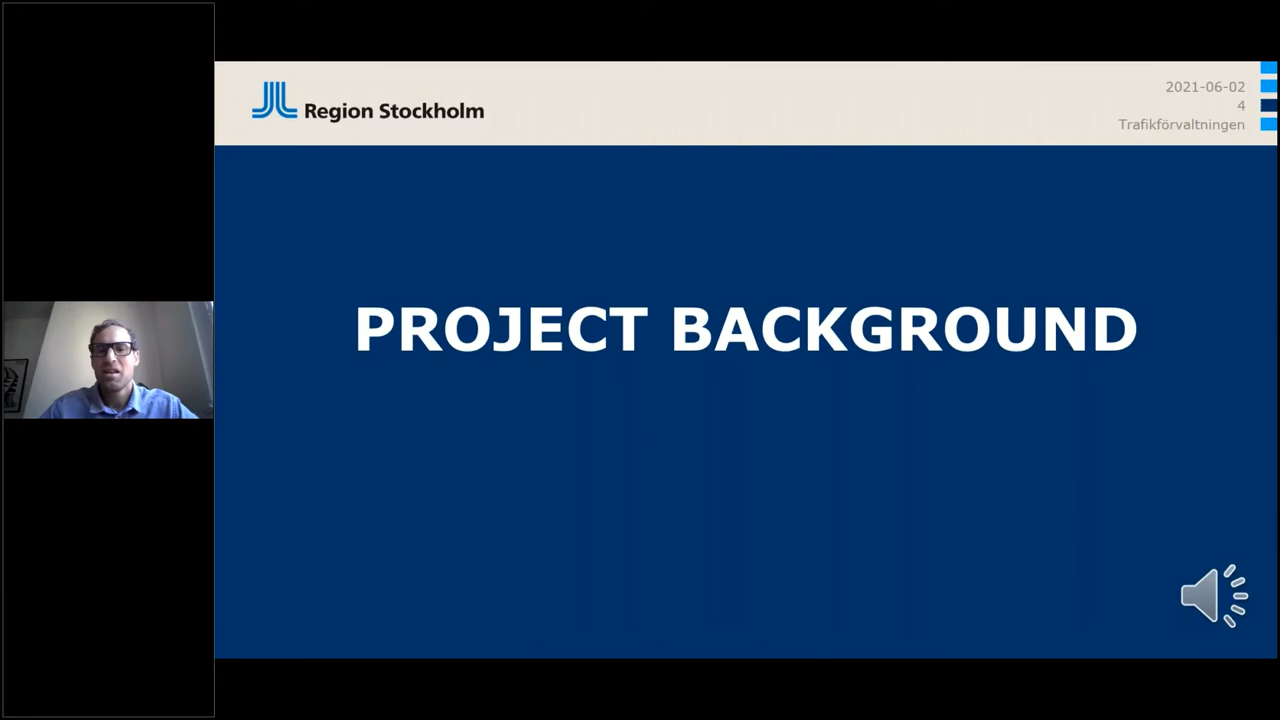 Region Stockholm
2021-06-02
4
Trafikförvaltningen
PROJECT BACKGROUND